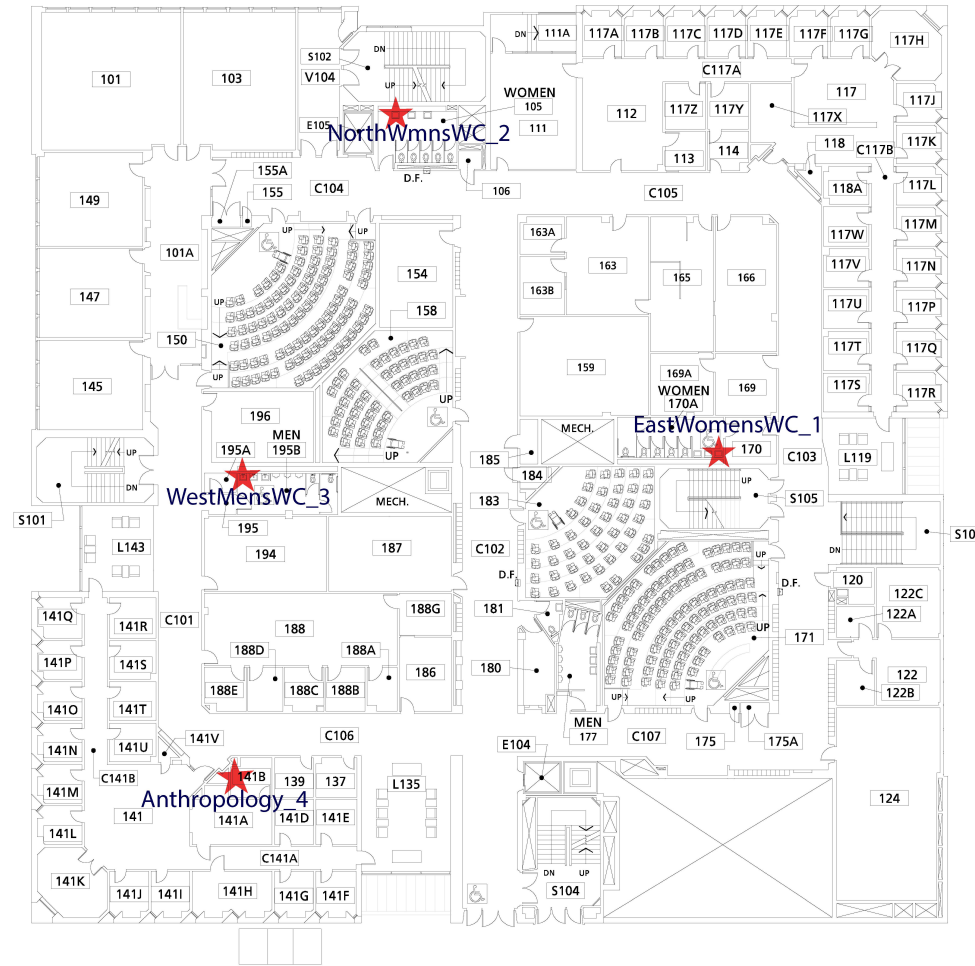 DN 111A 117A 117B 117C 117D 117E 117F 117G 117H
S102 DN
101 103 V104 C117A
UP WOMEN 105 117Z 117Y 117 117J
E105 111 112 117X
NorthWmnsWC_2 118 C117B 117K
113 114
155A D.F.
155 C104 106 C105 118A 117L
149 UP UP 163A 117W 117M
101A 154 163 165 166 117V 117N
147 UP 163B 117U 117P
150 158 159 169A 117T 117Q
145 UP UP WOMEN 169 117S 117R
196 170A
MEN MECH. EastWomensWC_1
195A 195B UP 185 170 C103 L119
WestMensWC_3 MECH. 184
UP DN 183 UP S105
S101 195 S10
L143 194 187 C102 DN
D.F. UP D.F. 120 122C
141Q C101 188G 181 122A
141R 188 UP 171
141P 141S 188D 188A 186 180 122
141O 141T 188E 188C 188B UP UP 122B
141N 141U 141V C106 MEN 177 C107 175 175A
C141B E104
141M 141B 139 137 L135
Anthropology_4 124
141 141A 141D 141E
141L
C141A
141K 141J 141I 141H 141G 141F DN UP
S104